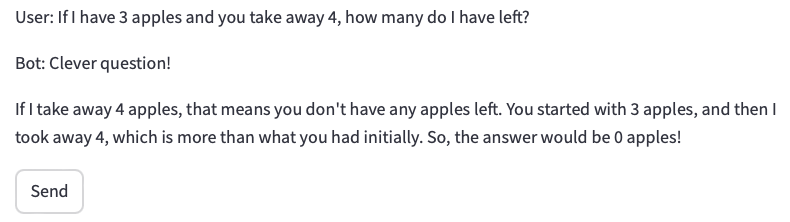 User: If I have 3 apples and you take away 4, how many do I have left?
Bot: Clever question!
If I take away 4 apples, that means you don't have any apples left. You started with 3 apples, and then I
took away 4, which is more than what you had initially. So, the answer would be 0 apples!
Send